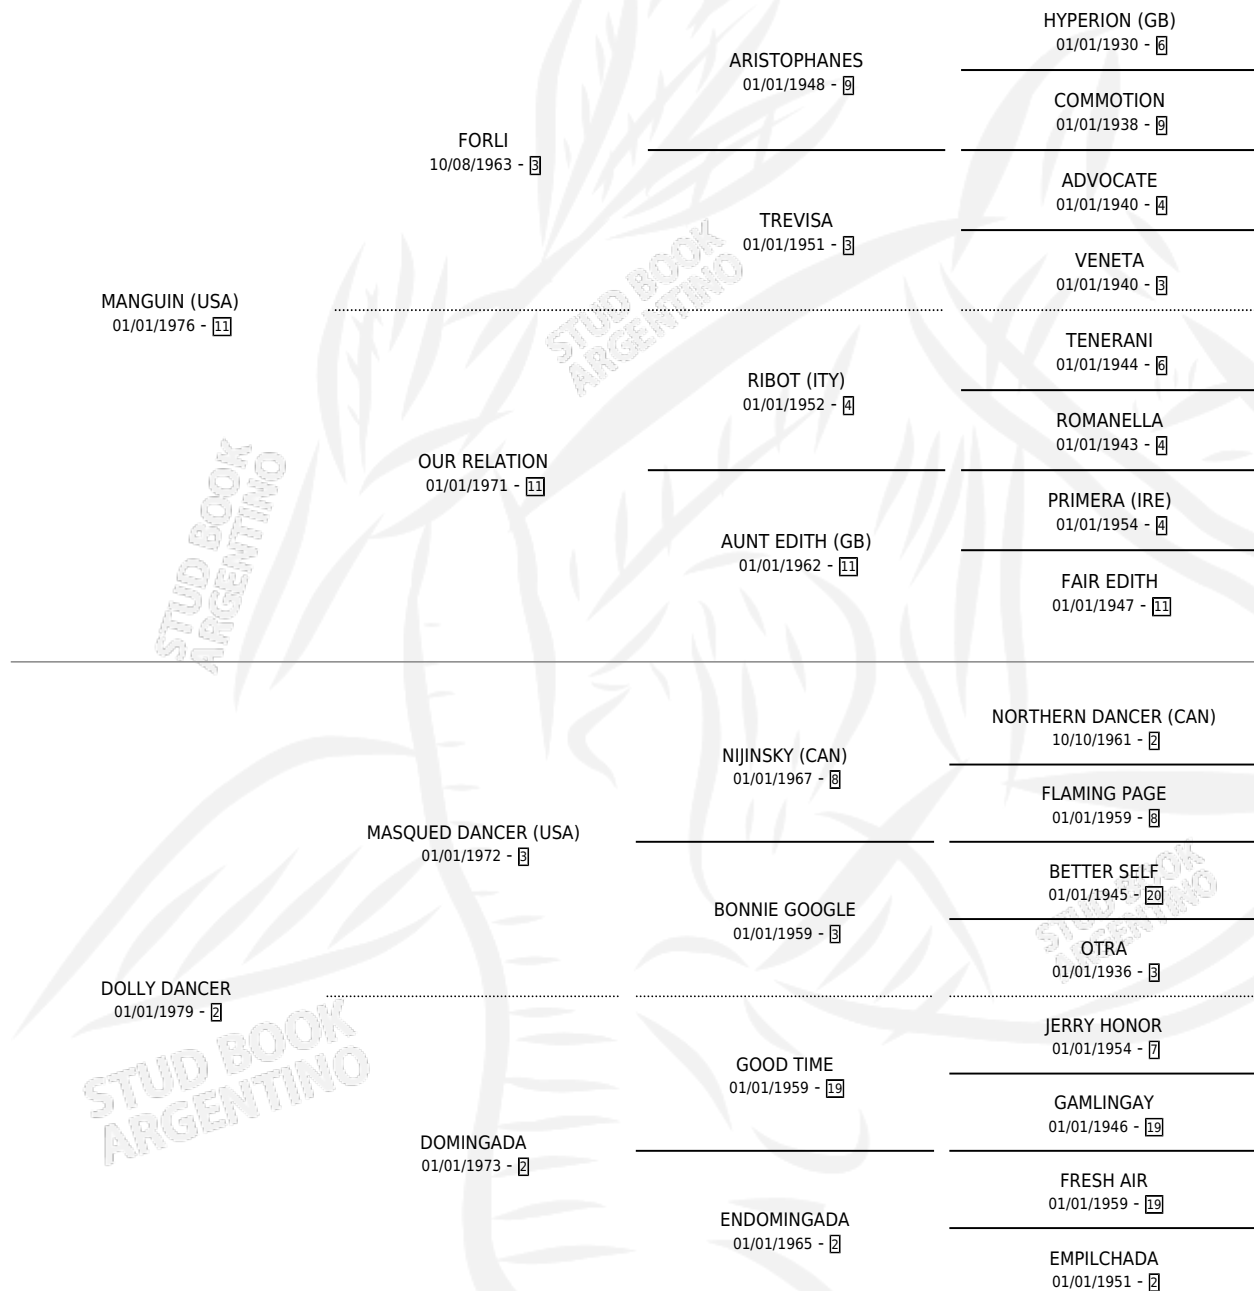 HYPERION (GB)
01/01/1930 - 6
ARISTOPHANES
01/01/1948 - 9
COMMOTION
01/01/1938 - 9
FORLI
10/08/1963 - 3
ADVOCATE
01/01/1940 - 4
TREVISA
01/01/1951 - 3
VENETA
01/01/1940 - 3
MANGUIN (USA)
01/01/1976 - 11
TENERANI
01/01/1944 - 6
RIBOT (ITY)
01/01/1952 - 4
ROMANELLA
01/01/1943 - 4
OUR RELATION
01/01/1971 - 11
PRIMERA (IRE)
01/01/1954 - 4
AUNT EDITH (GB)
01/01/1962 - 11
FAIR EDITH
01/01/1947 - 11
NORTHERN DANCER (CAN)
10/10/1961 - 2
NIJINSKY (CAN)
01/01/1967 - 8
FLAMING PAGE
01/01/1959 - 8
MASQUED DANCER (USA)
01/01/1972 - 3
BETTER SELF
01/01/1945 - 20
BONNIE GOOGLE
01/01/1959 - 3
OTRA
01/01/1936 - 3
DOLLY DANCER
01/01/1979 - 2
JERRY HONOR
01/01/1954 - 7
GOOD TIME
01/01/1959 - 19
GAMLINGAY
01/01/1946 - 19
DOMINGADA
01/01/1973 - 2
FRESH AIR
01/01/1959 - 19
ENDOMINGADA
01/01/1965 - 2
EMPILCHADA
01/01/1951 - 2
STUD BOOK
ARGENTINO
STUD BOOK
ARGENTINO
STUD BOOK
ARGENTINO
STUD BOOK
ARGENTINO